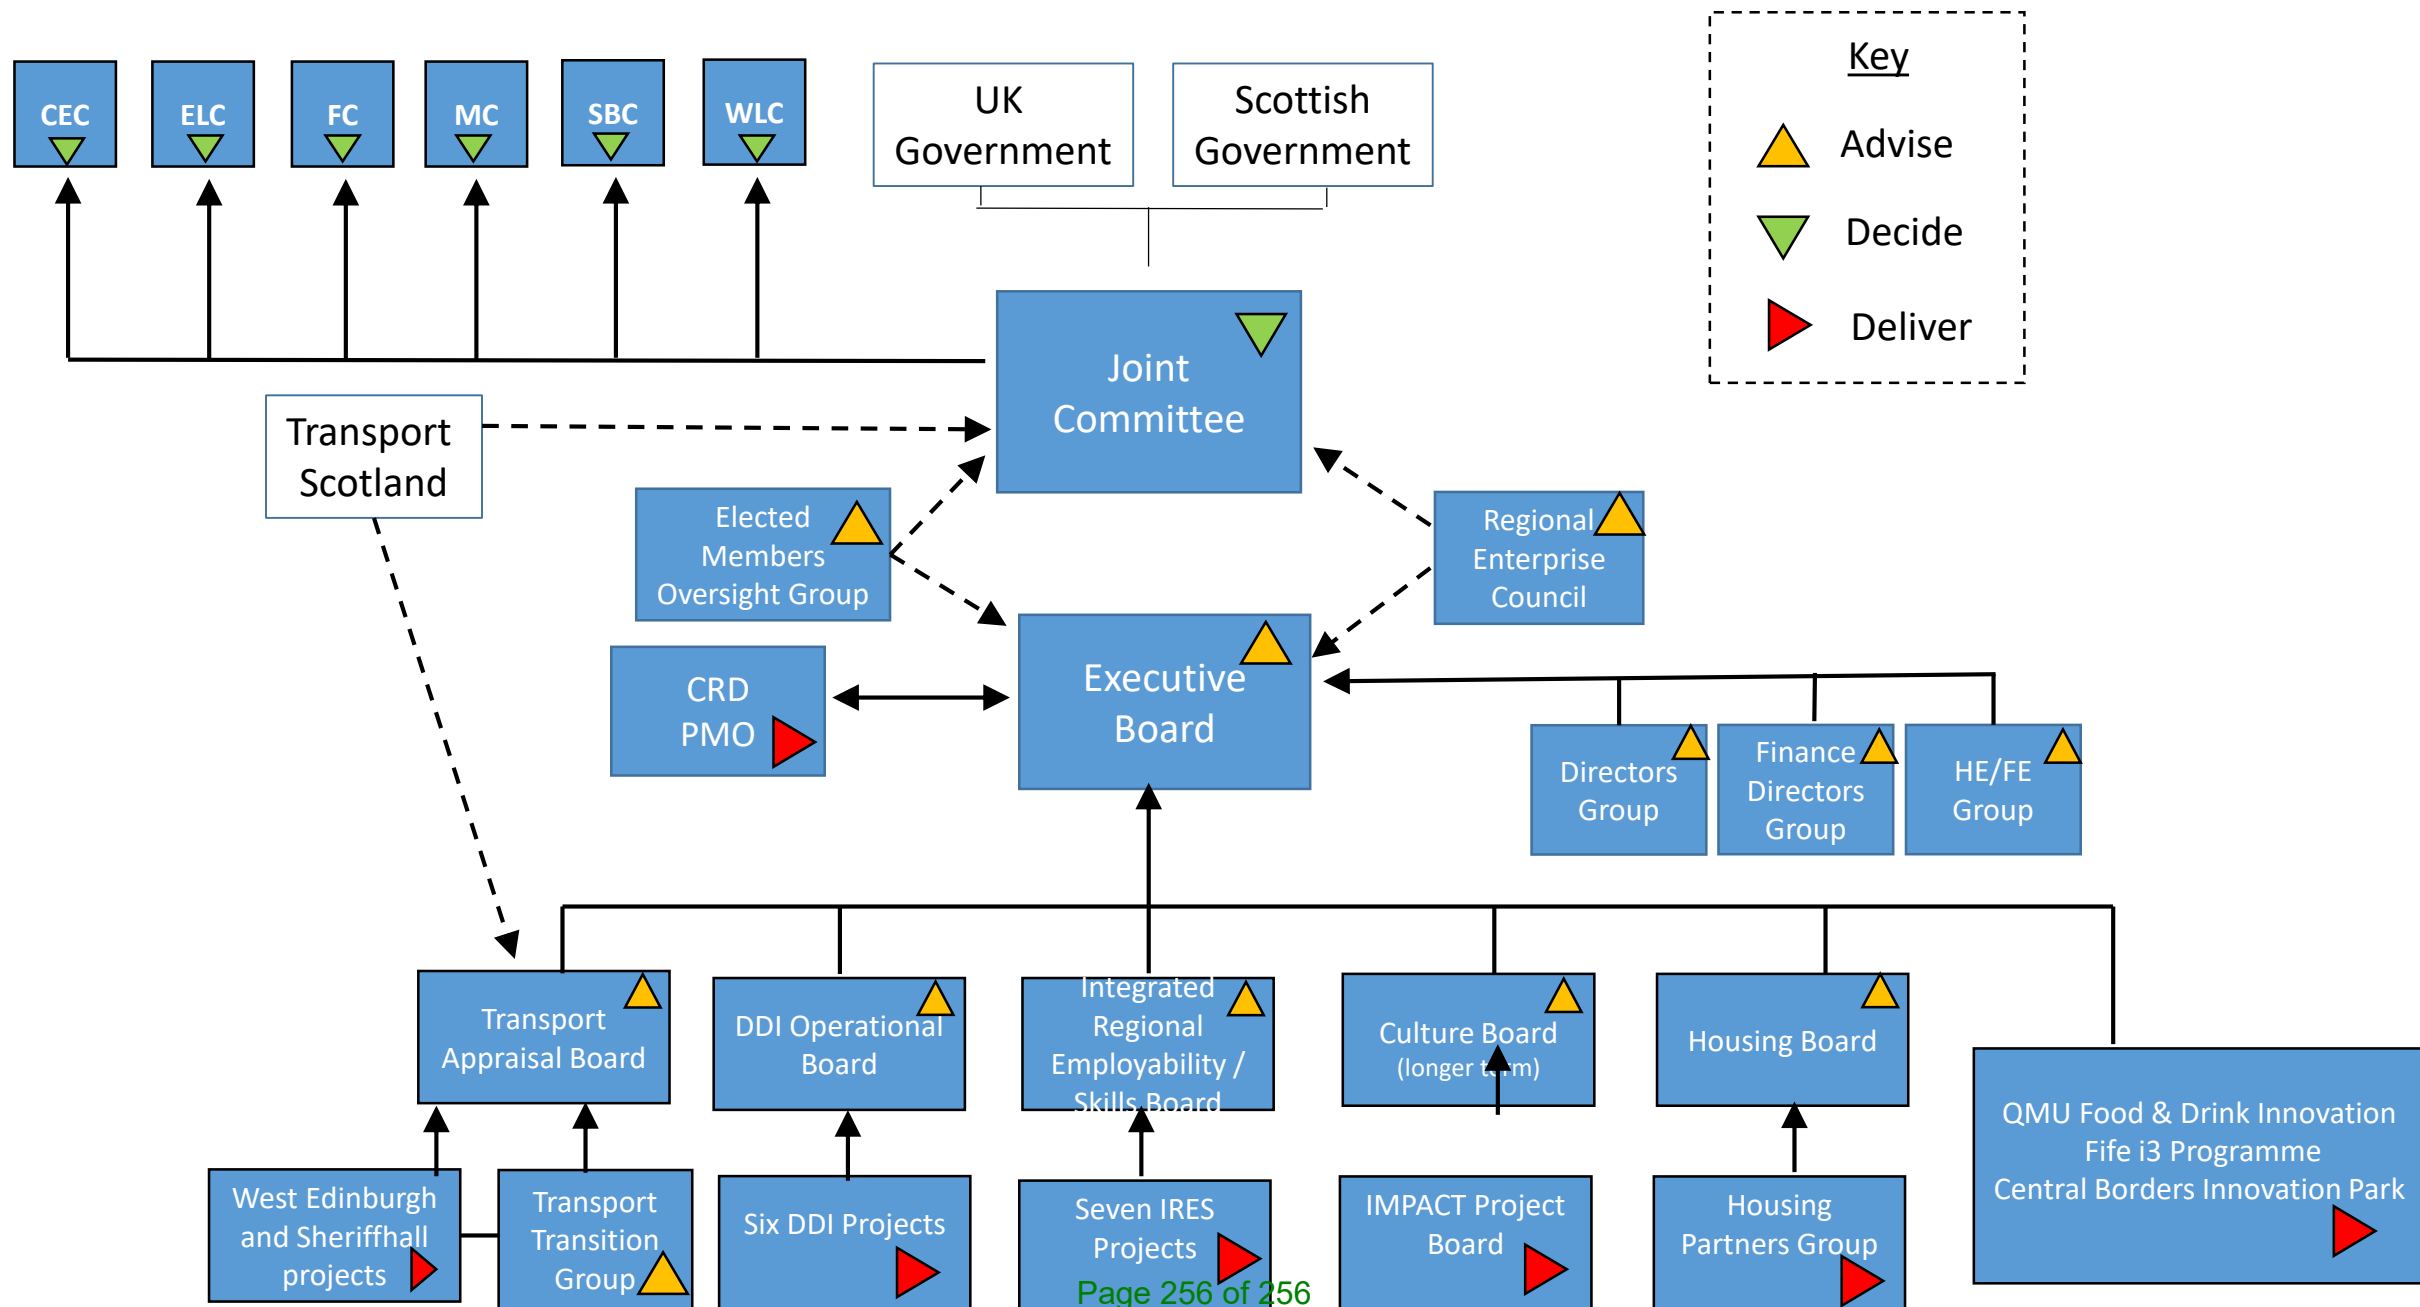 CEC
ELC
FC
MC
SBC
WLC
UK
Government
Scottish
Government
Key
Advise
Decide
Deliver
Joint
Committee
Transport
Scotland
Elected
Members
Oversight Group
Regional
Enterprise
Council
CRD
PMO
Executive
Board
Directors
Group
Finance
Directors
Group
HE/FE
Group
Transport
Appraisal Board
DDI Operational
Board
Integrated
Regional
Employability /
Skills Board
Culture Board
(longer term)
Housing Board
QMU Food & Drink Innovation
Fife i3 Programme
Central Borders Innovation Park
West Edinburgh
and Sheriffhall
projects
Transport
Transition
Group
Six DDI Projects
Seven IRES
Projects
IMPACT Project
Board
Housing
Partners Group
Page 256 of 256